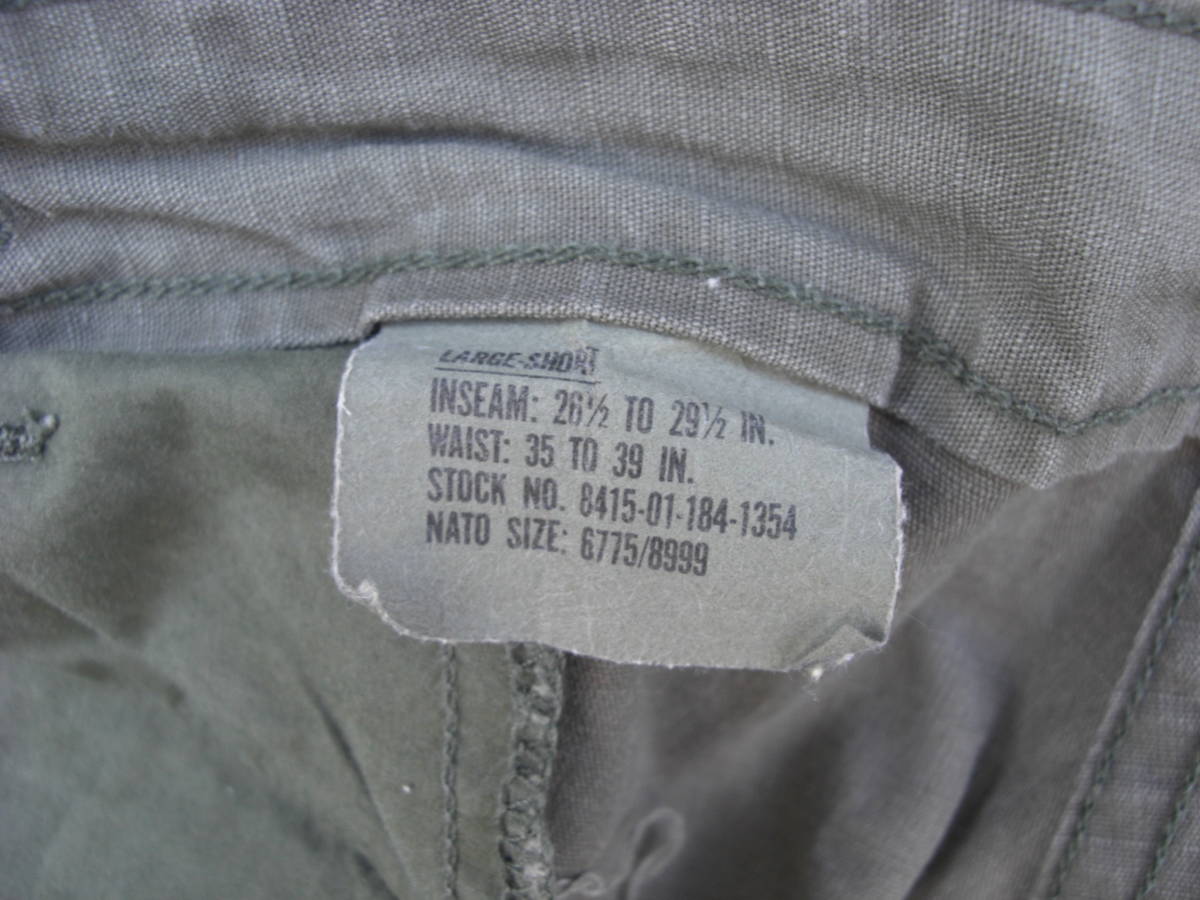 LARGE-SHORT
INSEAM: 26½ TO 29½ IN.
WAIST: 35 TO 39 IN.
STOCK NO. 8415-01-184-1354
NATO SIZE: 6775/8999